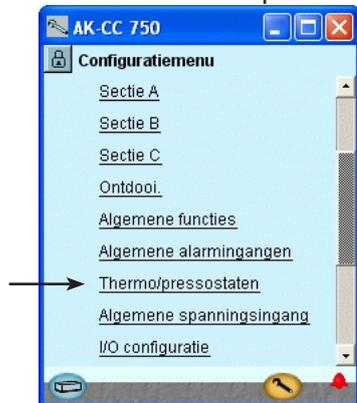 AK-CC 750
Configuratiemenu
Sectie A
Sectie B
Sectie C
Ontdooi.
Algemene functies
Algemene alarmingangen
Thermo/pressostaten
Algemene spanningsingang
I/O configuratie